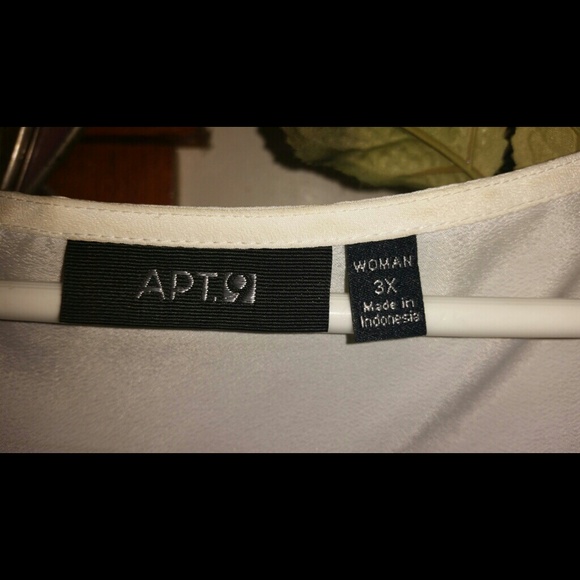 APT.9
WOMAN
3X
Made in
Indonesia